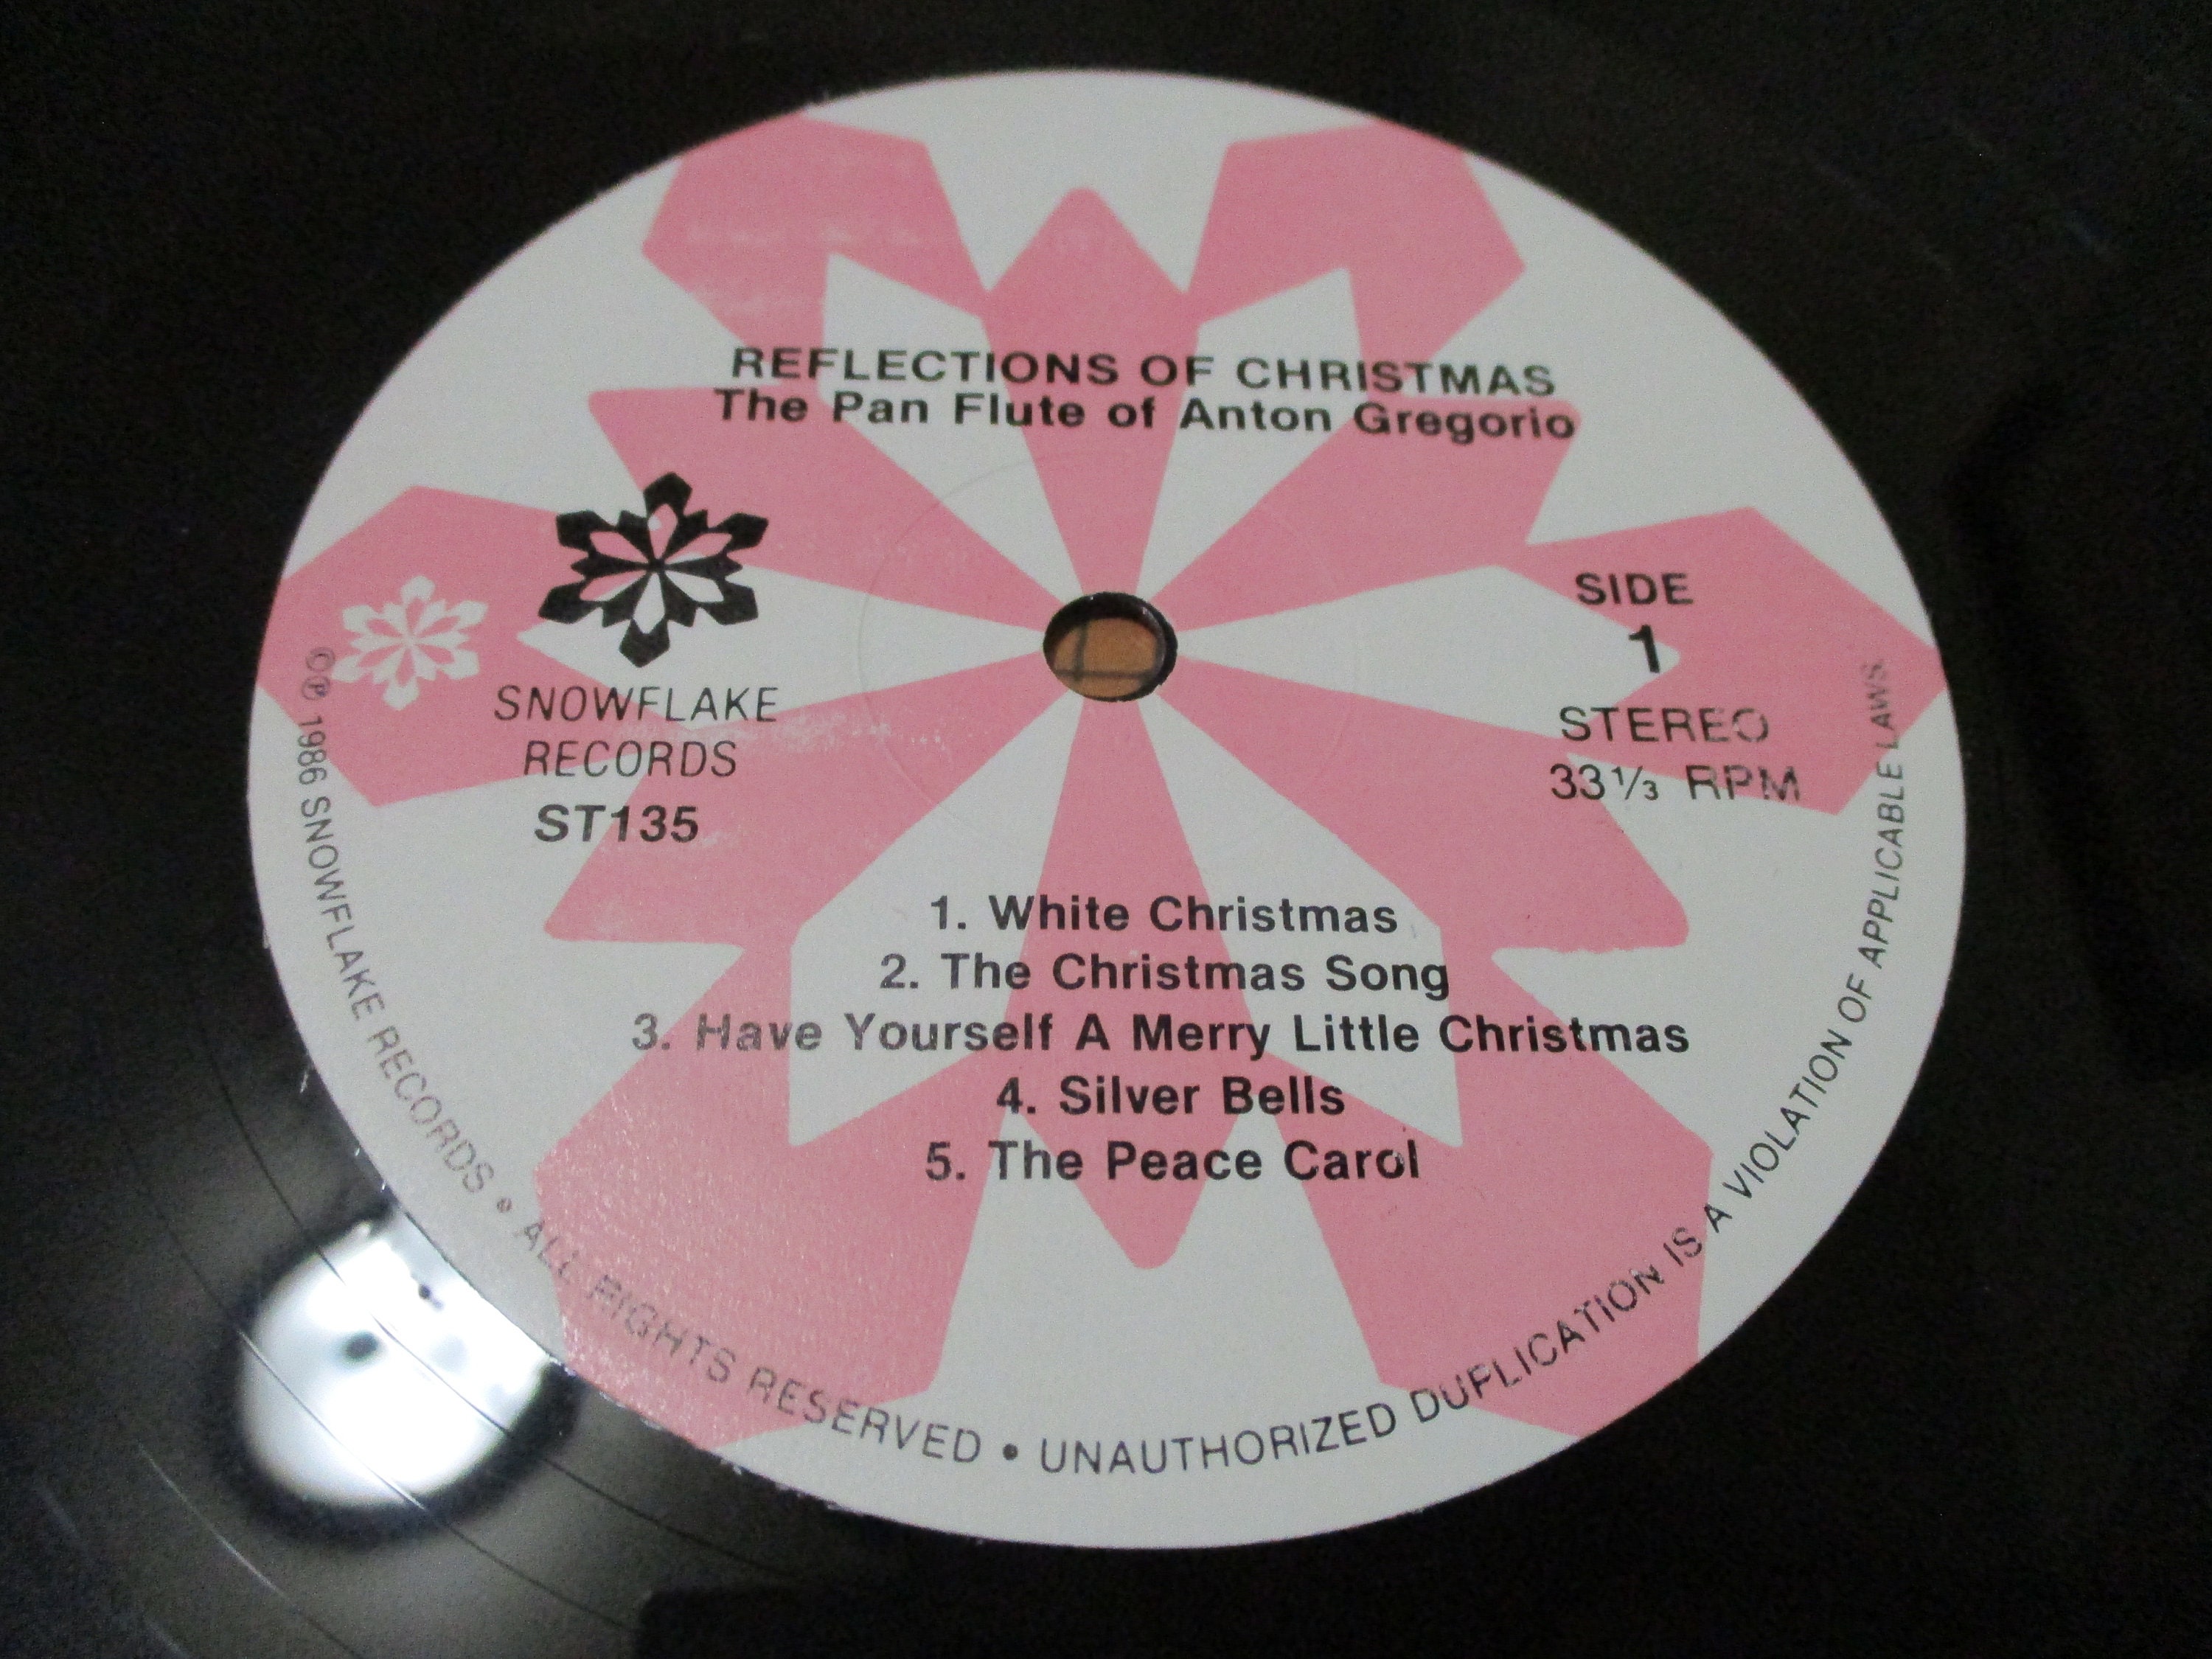 REFLECTIONS OF CHRISTMAS
The Pan Flute of Anton Gregorio
SNOWFLAKE
RECORDS
ST135
SIDE
1
STEREO
33⅓ RPM
1. White Christmas
2. The Christmas Song
3. Have Yourself A Merry Little Christmas
4. Silver Bells
5. The Peace Carol
©℗ 1986 SNOWFLAKE RECORDS • ALL RIGHTS RESERVED • UNAUTHORIZED DUPLICATION IS A VIOLATION OF APPLICABLE LAWS.